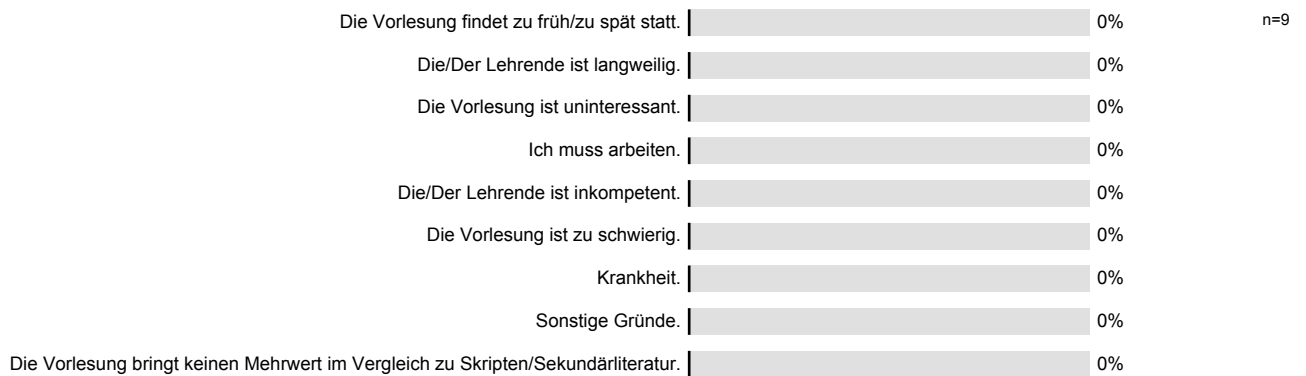 Die Vorlesung findet zu früh/zu spät statt. 0% n=9
Die/Der Lehrende ist langweilig. 0%
Die Vorlesung ist uninteressant. 0%
Ich muss arbeiten. 0%
Die/Der Lehrende ist inkompetent. 0%
Die Vorlesung ist zu schwierig. 0%
Krankheit. 0%
Sonstige Gründe. 0%
Die Vorlesung bringt keinen Mehrwert im Vergleich zu Skripten/Sekundärliteratur. 0%